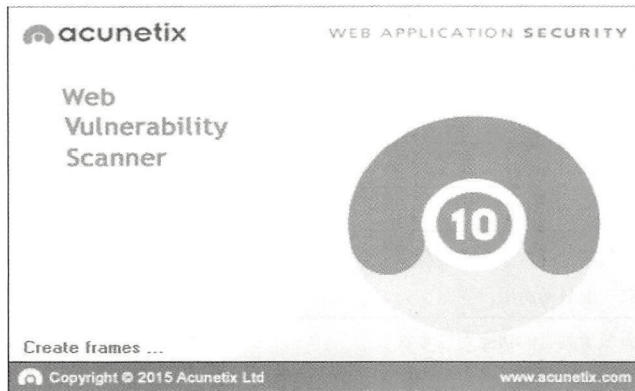 acunetix
WEB APPLICATION SECURITY
Web
Vulnerability
Scanner
10
Create frames ...
Copyright © 2015 Acunetix Ltd
www.acunetix.com